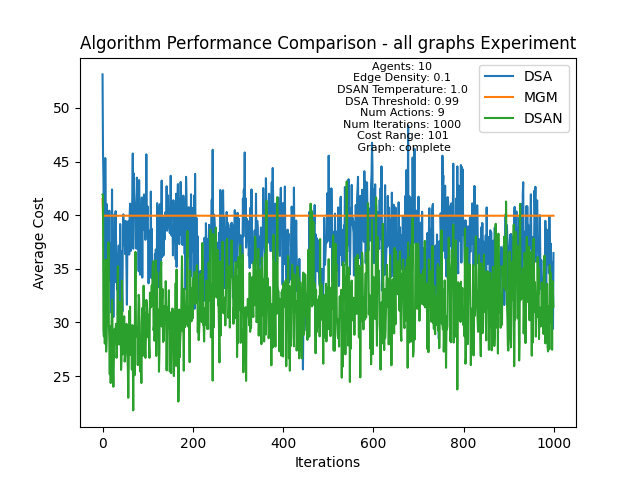 Algorithm Performance Comparison - all graphs Experiment
Agents: 10
Edge Density: 0.1
DSAN Temperature: 1.0
DSA Threshold: 0.99
Num Actions: 9
Num Iterations: 1000
Cost Range: 101
Graph: complete
DSA
MGM
DSAN
Average Cost
50
45
40
35
30
25
0
200
400
600
800
1000
Iterations